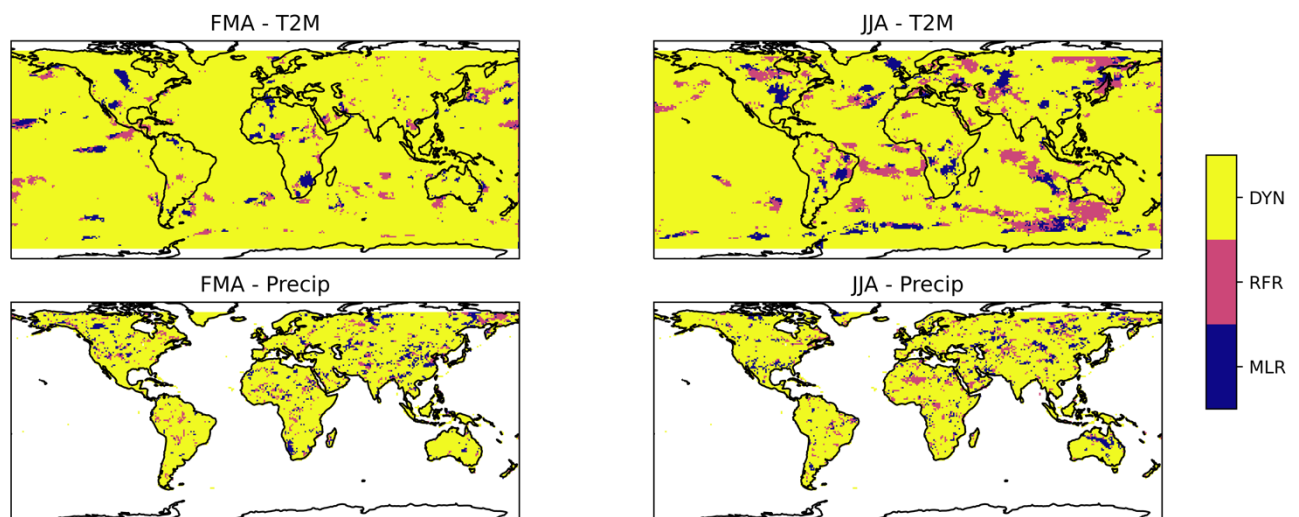 FMA - T2M
JJA - T2M
FMA - Precip
JJA - Precip
DYN
RFR
MLR